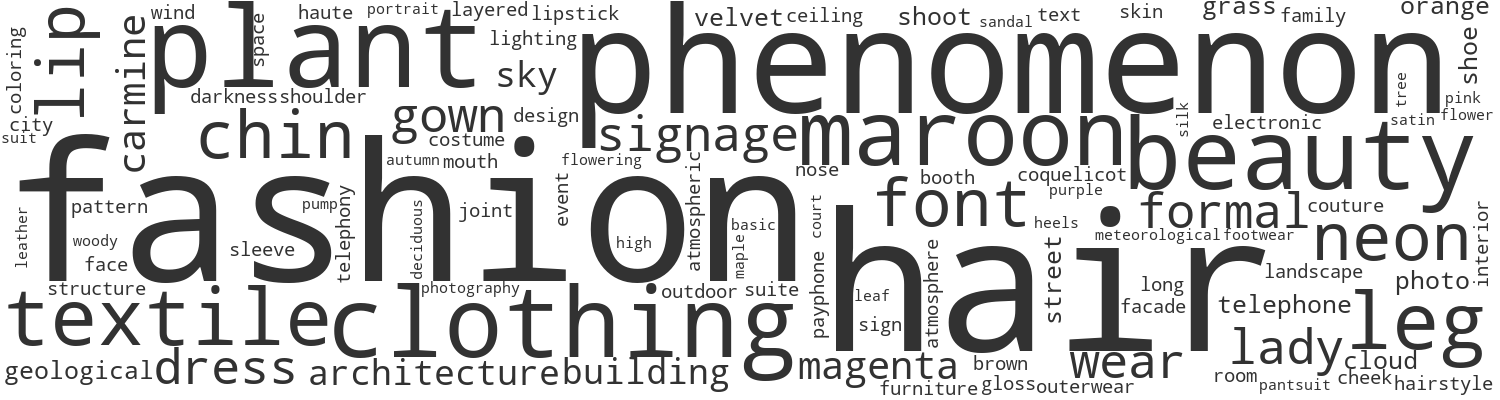 wind
space
haute
portrait
layered
lipstick
velvet
ceiling
shoot
sandal
text
skin
grass
family
orange
coloring
lip
carmine
plant
lighting
sky
phenomenon
shoe
tree
pink
flower
darkness
shoulder
gown
design
city
suit
chin
costume
signage
maroon
silk
electronic
satin
beauty
autumn
mouth
flowering
nose
booth
coquelicot
purple
fashion
leather
pattern
pump
telephony
deciduous
joint
event
atmospheric
basic
maple
court
font
heels
formal
couture
woody
sleeve
high
meteorological
footwear
neon
interior
face
structure
photography
outdoor
suite
payphone
leaf
sign
atmosphere
hair
street
long
facade
landscape
photo
telephone
textile
clothing
leg
geological
dress
architecture
building
magenta
brown
wear
lady
cloud
furniture
gloss
outerwear
room
pantsuit
cheek
hairstyle